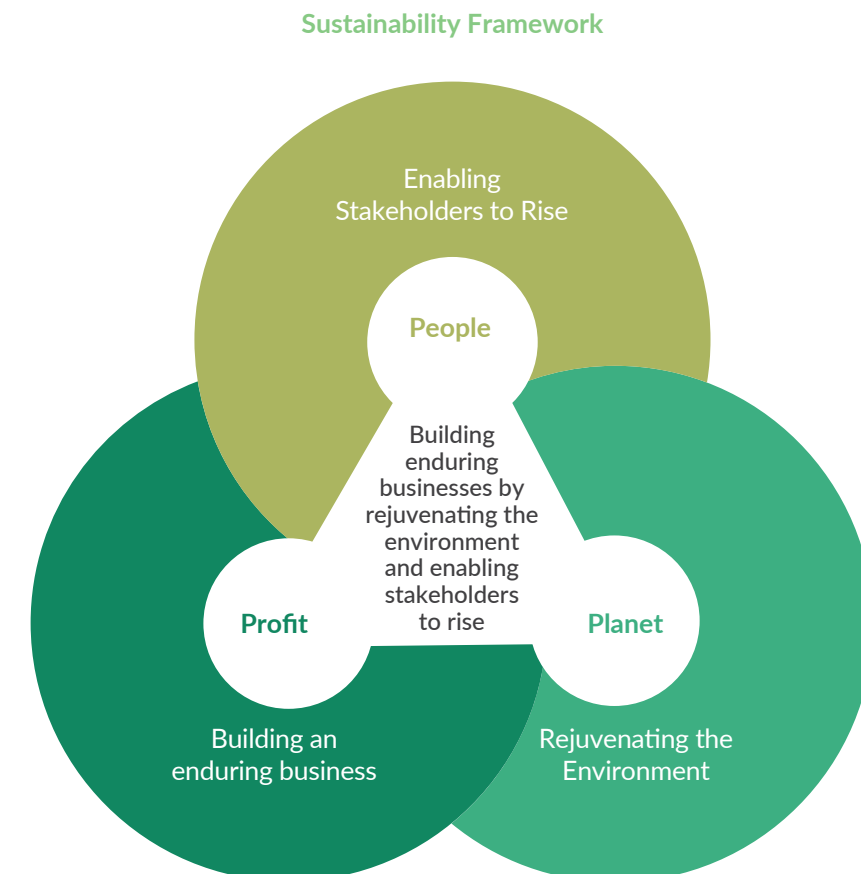 Sustainability Framework
Enabling
Stakeholders to Rise
People
Building
enduring
businesses by
rejuvenating the
environment
and enabling
stakeholders
to rise
Profit
Planet
Building an
enduring business
Rejuvenating the
Environment